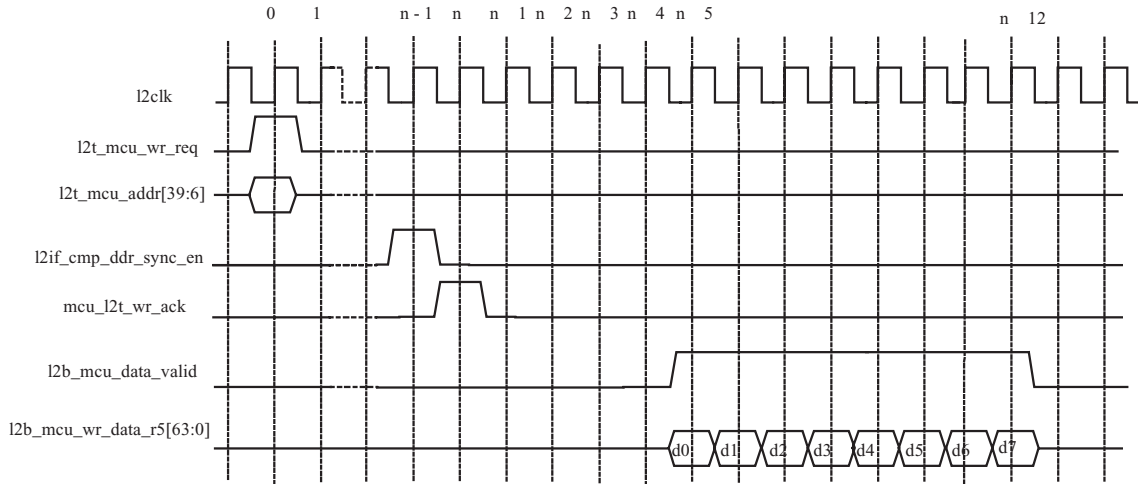 0 1 n - 1 n n 1 n 2 n 3 n 4 n 5 n 12
l2clk
l2t_mcu_wr_req
l2t_mcu_addr[39:6]
l2if_cmp_ddr_sync_en
mcu_l2t_wr_ack
l2b_mcu_data_valid
l2b_mcu_wr_data_r5[63:0]
d0 d1 d2 d3 d4 d5 d6 d7